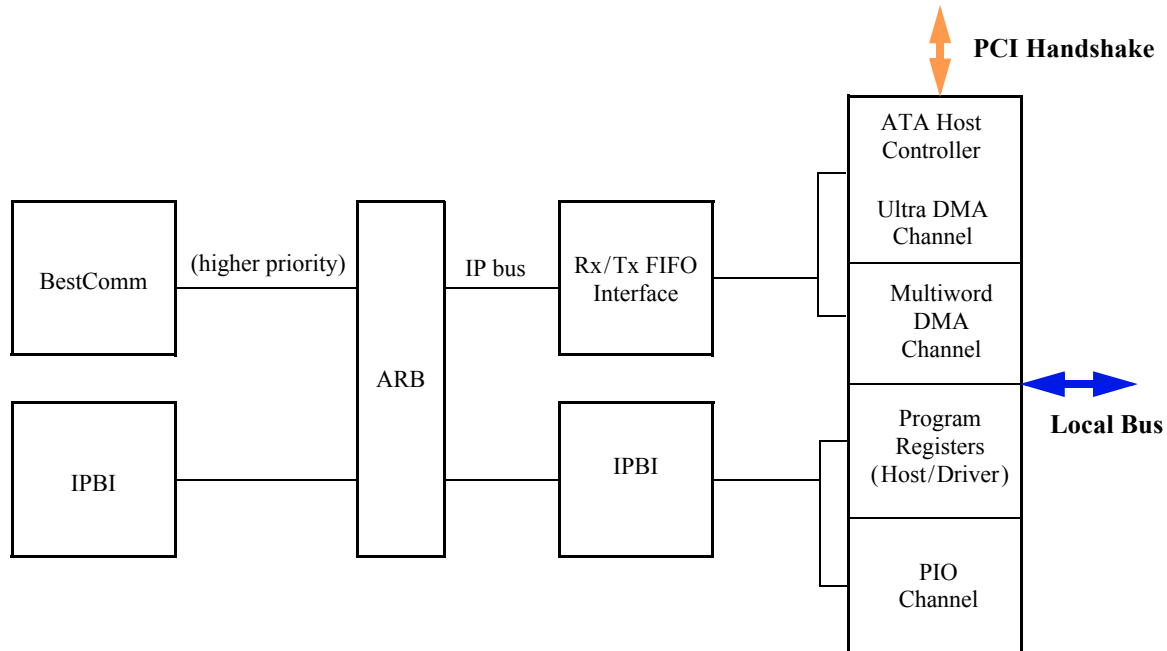 PCI Handshake
ATA Host
Controller
Ultra DMA
Channel
BestComm
(higher priority)
IP bus
Rx/Tx FIFO
Interface
Multiword
DMA
Channel
ARB
Local Bus
IPBI
IPBI
Program
Registers
(Host/Driver)
PIO
Channel